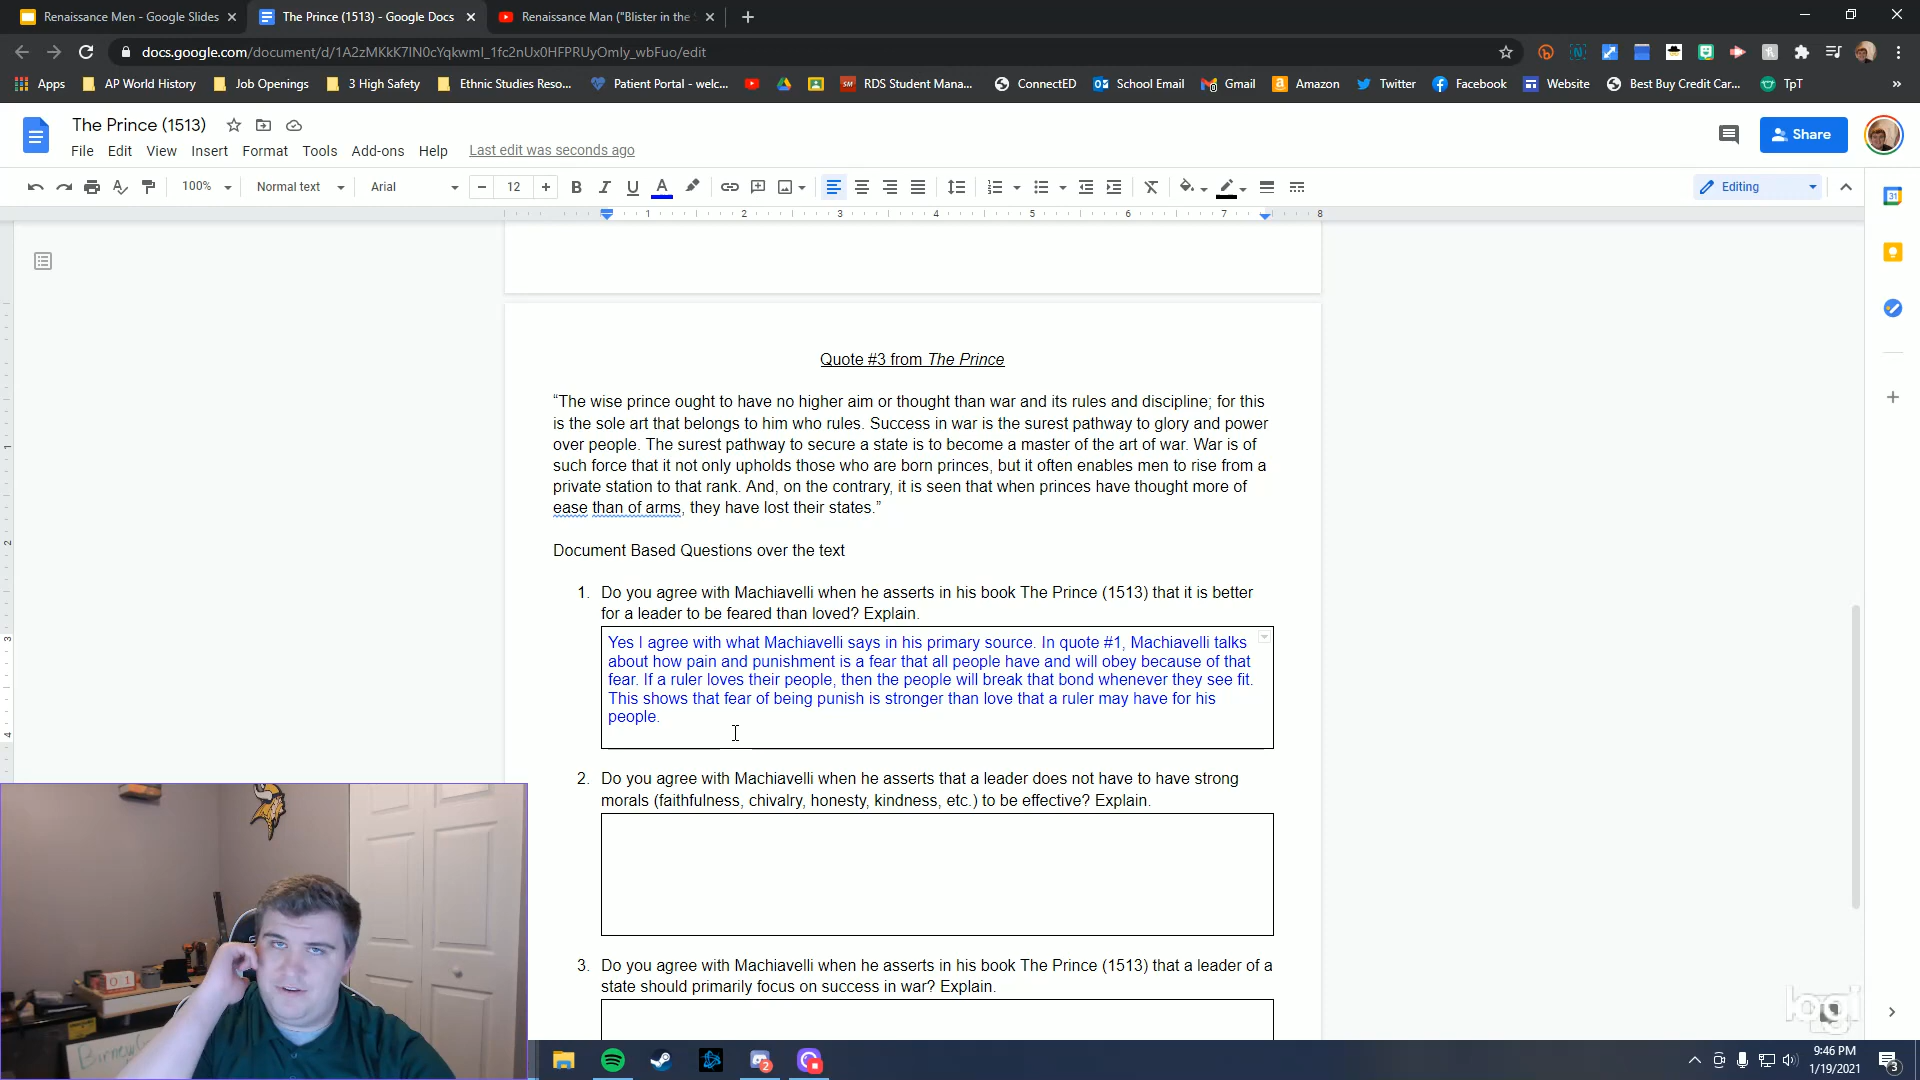 Renaissance Men - Google Slides
The Prince (1513) - Google Docs
Renaissance Man ("Blister in the
docs.google.com/document/d/
Apps AP World History Job Openings 3 High Safety Ethnic Studies Reso... Patient Portal - welc... RDS Student Mana... ConnectED School Email Gmail Amazon Twitter Facebook Website Best Buy Credit Car... TpT »
The Prince (1513)
Share
File Edit View Insert Format Tools Add-ons Help Last edit was seconds ago
100% Normal text Arial 12 B I U A Editing
1 2 3 4 5 6 7 8
Quote #3 from The Prince
“The wise prince ought to have no higher aim or thought than war and its rules and discipline; for this
is the sole art that belongs to him who rules. Success in war is the surest pathway to glory and power
over people. The surest pathway to secure a state is to become a master of the art of war. War is of
such force that it not only upholds those who are born princes, but it often enables men to rise from a
private station to that rank. And, on the contrary, it is seen that when princes have thought more of
ease than of arms, they have lost their states.”
Document Based Questions over the text
1. Do you agree with Machiavelli when he asserts in his book The Prince (1513) that it is better
for a leader to be feared than loved? Explain.
Yes I agree with what Machiavelli says in his primary source. In quote #1, Machiavelli talks
about how pain and punishment is a fear that all people have and will obey because of that
fear. If a ruler loves their people, then the people will break that bond whenever they see fit.
This shows that fear of being punish is stronger than love that a ruler may have for his
people.
2. Do you agree with Machiavelli when he asserts that a leader does not have to have strong
morals (faithfulness, chivalry, honesty, kindness, etc.) to be effective? Explain.
3. Do you agree with Machiavelli when he asserts in his book The Prince (1513) that a leader of a
state should primarily focus on success in war? Explain.
logi
9:46 PM
1/19/2021